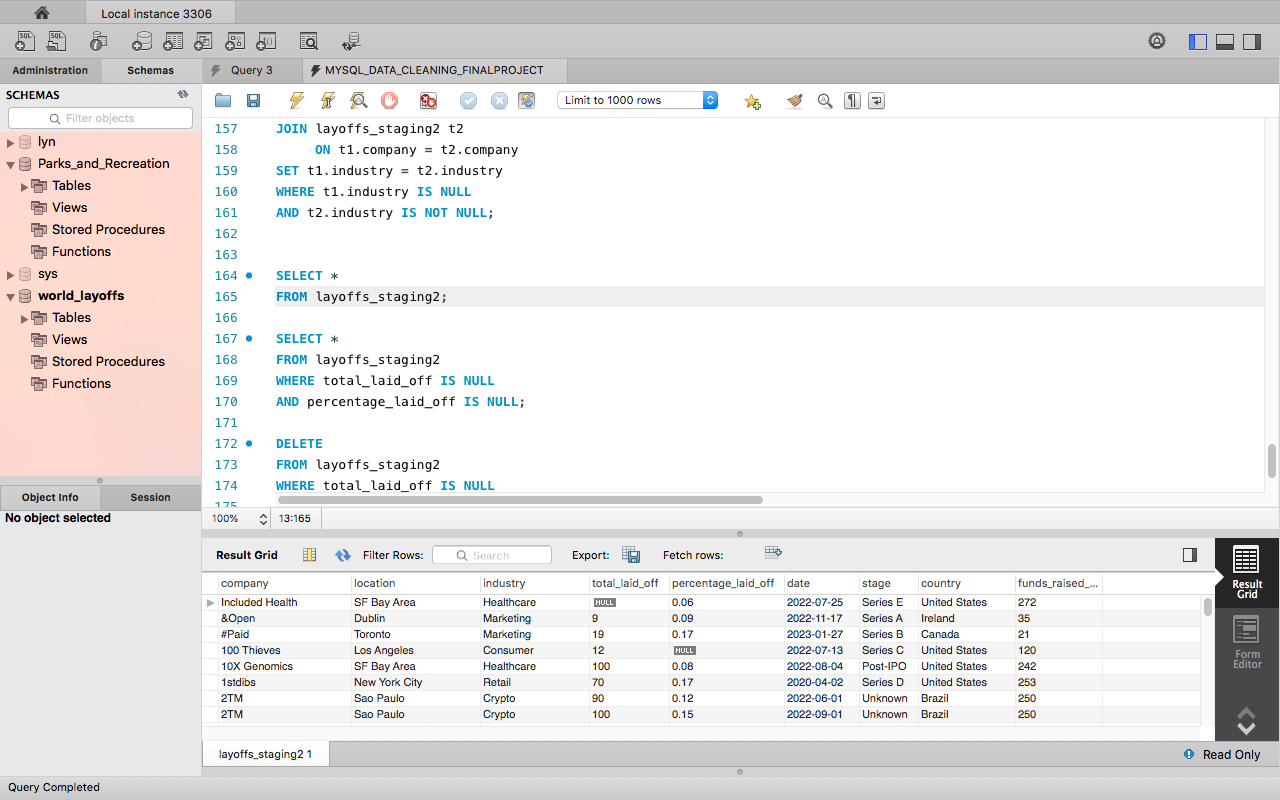 Local instance 3306
Administration Schemas Query 3 MYSQL_DATA_CLEANING_FINALPROJECT
SCHEMAS
Filter objects
lyn
Parks_and_Recreation
Tables
Views
Stored Procedures
Functions
sys
world_layoffs
Tables
Views
Stored Procedures
Functions
Object Info Session
No object selected
Limit to 1000 rows
157 JOIN layoffs_staging2 t2
158 ON t1.company = t2.company
159 SET t1.industry = t2.industry
160 WHERE t1.industry IS NULL
161 AND t2.industry IS NOT NULL;
162
163
164 SELECT *
165 FROM layoffs_staging2;
166
167 SELECT *
168 FROM layoffs_staging2
169 WHERE total_laid_off IS NULL
170 AND percentage_laid_off IS NULL;
171
172 DELETE
173 FROM layoffs_staging2
174 WHERE total_laid_off IS NULL
175
100% 13:165
Result Grid Filter Rows: Search Export: Fetch rows:
company location industry total_laid_off percentage_laid_off date stage country funds_raised_...
Included Health SF Bay Area Healthcare NULL 0.06 2022-07-25 Series E United States 272
&Open Dublin Marketing 9 0.09 2022-11-17 Series A Ireland 35
#Paid Toronto Marketing 19 0.17 2023-01-27 Series B Canada 21
100 Thieves Los Angeles Consumer 12 NULL 2022-07-13 Series C United States 120
10X Genomics SF Bay Area Healthcare 100 0.08 2022-08-04 Post-IPO United States 242
1stdibs New York City Retail 70 0.17 2020-04-02 Series D United States 253
2TM Sao Paulo Crypto 90 0.12 2022-06-01 Unknown Brazil 250
2TM Sao Paulo Crypto 100 0.15 2022-09-01 Unknown Brazil 250
Result
Grid
Form
Editor
layoffs_staging2 1
Read Only
Query Completed